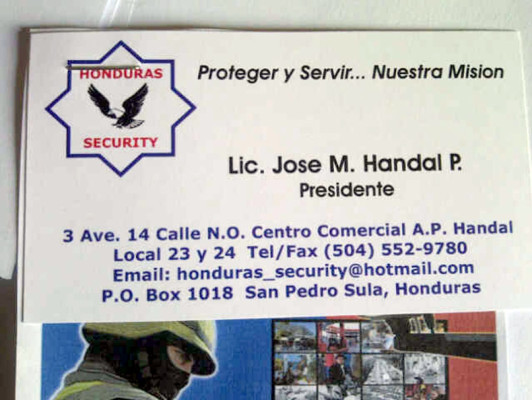 HONDURAS
SECURITY
Proteger y Servir... Nuestra Mision
Lic. Jose M. Handal P.
Presidente
3 Ave. 14 Calle N.O. Centro Comercial A.P. Handal
Local 23 y 24 Tel/Fax (504) 552-9780
Email: honduras_security@hotmail.com
P.O. Box 1018 San Pedro Sula, Honduras